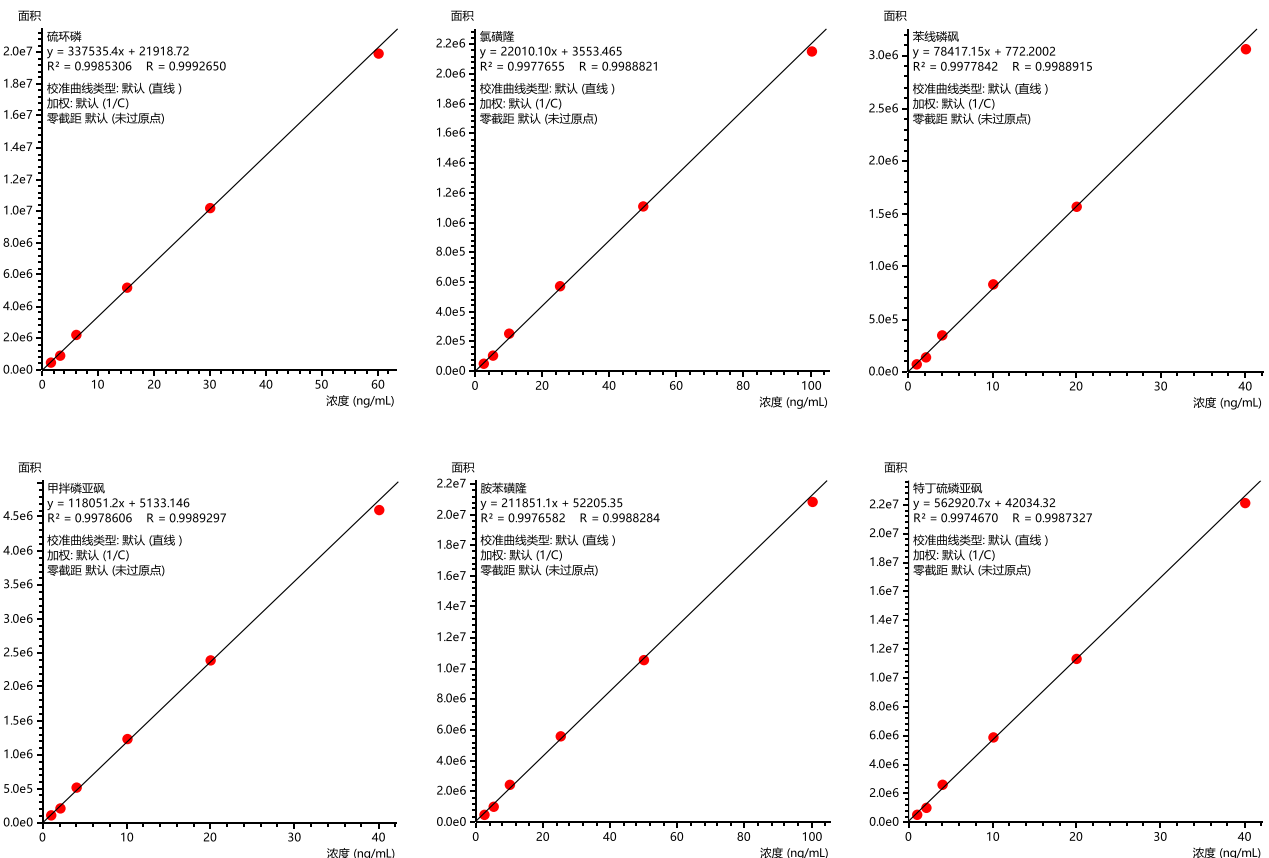 面积
硫环磷
y = 337535.4x + 21918.72
R² = 0.9985306 R = 0.9992650
校准曲线类型: 默认 (直线 )
加权: 默认 (1/C)
零截距 默认 (未过原点)
2.0e7
1.8e7
1.6e7
1.4e7
1.2e7
1.0e7
8.0e6
6.0e6
4.0e6
2.0e6
0.0e0
0 10 20 30 40 50 60
浓度 (ng/mL)
面积
氯磺隆
y = 22010.10x + 3553.465
R² = 0.9977655 R = 0.9988821
校准曲线类型: 默认 (直线 )
加权: 默认 (1/C)
零截距 默认 (未过原点)
2.2e6
2.0e6
1.8e6
1.6e6
1.4e6
1.2e6
1.0e6
8.0e5
6.0e5
4.0e5
2.0e5
0.0e0
0 20 40 60 80 100
浓度 (ng/mL)
面积
苯线磷砜
y = 78417.15x + 772.2002
R² = 0.9977842 R = 0.9988915
校准曲线类型: 默认 (直线 )
加权: 默认 (1/C)
零截距 默认 (未过原点)
3.0e6
2.5e6
2.0e6
1.5e6
1.0e6
5.0e5
0.0e0
0 10 20 30 40
浓度 (ng/mL)
面积
甲拌磷亚砜
y = 118051.2x + 5133.146
R² = 0.9978606 R = 0.9989297
校准曲线类型: 默认 (直线 )
加权: 默认 (1/C)
零截距 默认 (未过原点)
4.5e6
4.0e6
3.5e6
3.0e6
2.5e6
2.0e6
1.5e6
1.0e6
5.0e5
0.0e0
0 10 20 30 40
浓度 (ng/mL)
面积
胺苯磺隆
y = 211851.1x + 52205.35
R² = 0.9976582 R = 0.9988284
校准曲线类型: 默认 (直线 )
加权: 默认 (1/C)
零截距 默认 (未过原点)
2.2e7
2.0e7
1.8e7
1.6e7
1.4e7
1.2e7
1.0e7
8.0e6
6.0e6
4.0e6
2.0e6
0.0e0
0 20 40 60 80 100
浓度 (ng/mL)
面积
特丁硫磷亚砜
y = 562920.7x + 42034.32
R² = 0.9974670 R = 0.9987327
校准曲线类型: 默认 (直线 )
加权: 默认 (1/C)
零截距 默认 (未过原点)
2.2e7
2.0e7
1.8e7
1.6e7
1.4e7
1.2e7
1.0e7
8.0e6
6.0e6
4.0e6
2.0e6
0.0e0
0 10 20 30 40
浓度 (ng/mL)